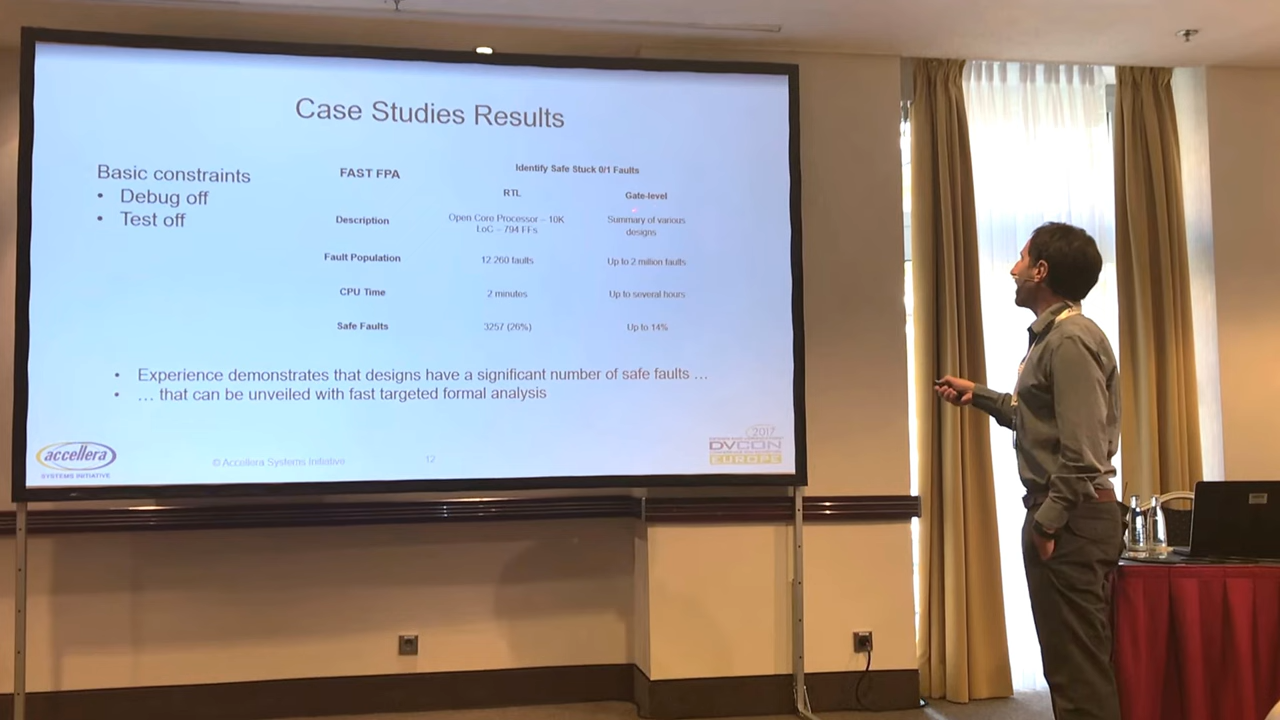 Case Studies Results
Basic constraints
• Debug off
• Test off
FAST FPA
Identify Safe Stuck 0/1 Faults
RTL
Gate-level
Description
Open Core Processor – 10K
LoC – 794 FFs
Summary of various
designs
Fault Population
12 260 faults
Up to 2 million faults
CPU Time
2 minutes
Up to several hours
Safe Faults
3257 (26%)
Up to 14%
• Experience demonstrates that designs have a significant number of safe faults …
• … that can be unveiled with fast targeted formal analysis
accellera
SYSTEMS INITIATIVE
© Accellera Systems Initiative
12
2017
DVCON
EUROPE